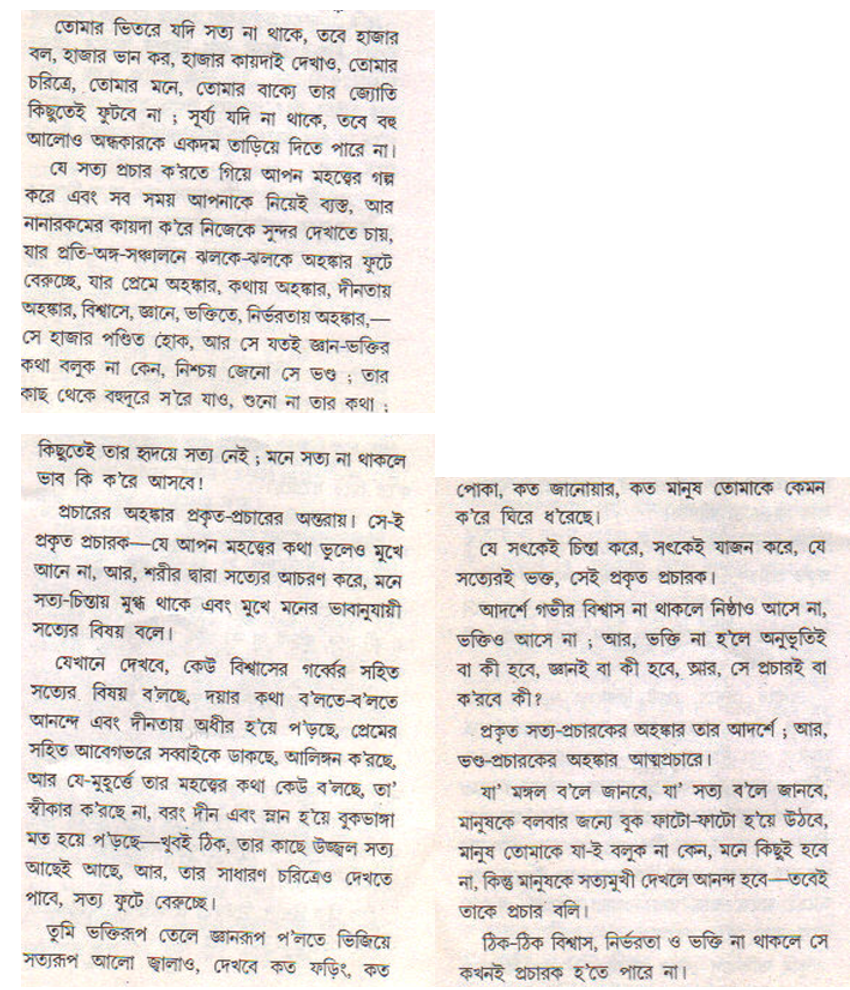 তোমার ভিতরে যদি সত্য না থাকে, তবে হাজার
বল, হাজার ভান কর, হাজার কায়দাই দেখাও, তোমার
চরিত্রে, তোমার মনে, তোমার বাক্যে তার জ্যোতি
কিছুতেই ফুটবে না ; সূর্য্য যদি না থাকে, তবে বহু
আলোও অন্ধকারকে একদম তাড়িয়ে দিতে পারে না।
যে সত্য প্রচার ক'রতে গিয়ে আপন মহত্ত্বের গল্প
করে এবং সব সময় আপনাকে নিয়েই ব্যস্ত, আর
নানারকমের কায়দা ক'রে নিজেকে সুন্দর দেখাতে চায়,
যার প্রতি-অঙ্গ-সঞ্চালনে ঝলকে-ঝলকে অহঙ্কার ফুটে
বেরুচ্ছে, যার প্রেমে অহঙ্কার, কথায় অহঙ্কার, দীনতায়
অহঙ্কার, বিশ্বাসে, জ্ঞানে, ভক্তিতে, নির্ভরতায় অহঙ্কার,—
সে হাজার পণ্ডিত হোক, আর সে যতই জ্ঞান-ভক্তির
কথা বলুক না কেন, নিশ্চয় জেনো সে ভণ্ড ; তার
কাছ থেকে বহুদূরে স'রে যাও, শুনো না তার কথা ;
কিছুতেই তার হৃদয়ে সত্য নেই ; মনে সত্য না থাকলে
ভাব কি ক'রে আসবে!
প্রচারের অহঙ্কার প্রকৃত-প্রচারের অন্তরায়। সে-ই
প্রকৃত প্রচারক—যে আপন মহত্ত্বের কথা ভুলেও মুখে
আনে না, আর, শরীর দ্বারা সত্যের আচরণ করে, মনে
সত্য-চিন্তায় মুগ্ধ থাকে এবং মুখে মনের ভাবানুযায়ী
সত্যের বিষয় বলে।
যেখানে দেখবে, কেউ বিশ্বাসের গর্ব্বের সহিত
সত্যের বিষয় ব'লছে, দয়ার কথা ব'লতে-ব'লতে
আনন্দে এবং দীনতায় অধীর হ'য়ে প'ড়ছে, প্রেমের
সহিত আবেগভরে সব্বাইকে ডাকছে, আলিঙ্গন ক'রছে,
আর যে-মুহূর্ত্তে তার মহত্ত্বের কথা কেউ ব'লছে, তা'
স্বীকার ক'রছে না, বরং দীন এবং ম্লান হ'য়ে বুকভাঙ্গা
মত হয়ে প'ড়ছে—খুবই ঠিক, তার কাছে উজ্জ্বল সত্য
আছেই আছে, আর, তার সাধারণ চরিত্রেও দেখতে
পাবে, সত্য ফুটে বেরুচ্ছে।
তুমি ভক্তিরূপ তেলে জ্ঞানরূপ প'লতে ভিজিয়ে
সত্যরূপ আলো জ্বালাও, দেখবে কত ফড়িং, কত
পোকা, কত জানোয়ার, কত মানুষ তোমাকে কেমন
ক'রে ঘিরে ধ'রেছে।
যে সৎকেই চিন্তা করে, সৎকেই যাজন করে, যে
সত্যেরই ভক্ত, সেই প্রকৃত প্রচারক।
আদর্শে গভীর বিশ্বাস না থাকলে নিষ্ঠাও আসে না,
ভক্তিও আসে না ; আর, ভক্তি না হ'লে অনুভূতিই
বা কী হবে, জ্ঞানই বা কী হবে, আর, সে প্রচারই বা
ক'রবে কী?
প্রকৃত সত্য-প্রচারকের অহঙ্কার তার আদর্শে ; আর,
ভণ্ড-প্রচারকের অহঙ্কার আত্মপ্রচারে।
যা' মঙ্গল ব'লে জানবে, যা' সত্য ব'লে জানবে,
মানুষকে বলবার জন্যে বুক ফাটো-ফাটো হ'য়ে উঠবে,
মানুষ তোমাকে যা-ই বলুক না কেন, মনে কিছুই হবে
না, কিন্তু মানুষকে সত্যমুখী দেখলে আনন্দ হবে—তবেই
তাকে প্রচার বলি।
ঠিক-ঠিক বিশ্বাস, নির্ভরতা ও ভক্তি না থাকলে সে
কখনই প্রচারক হ'তে পারে না।